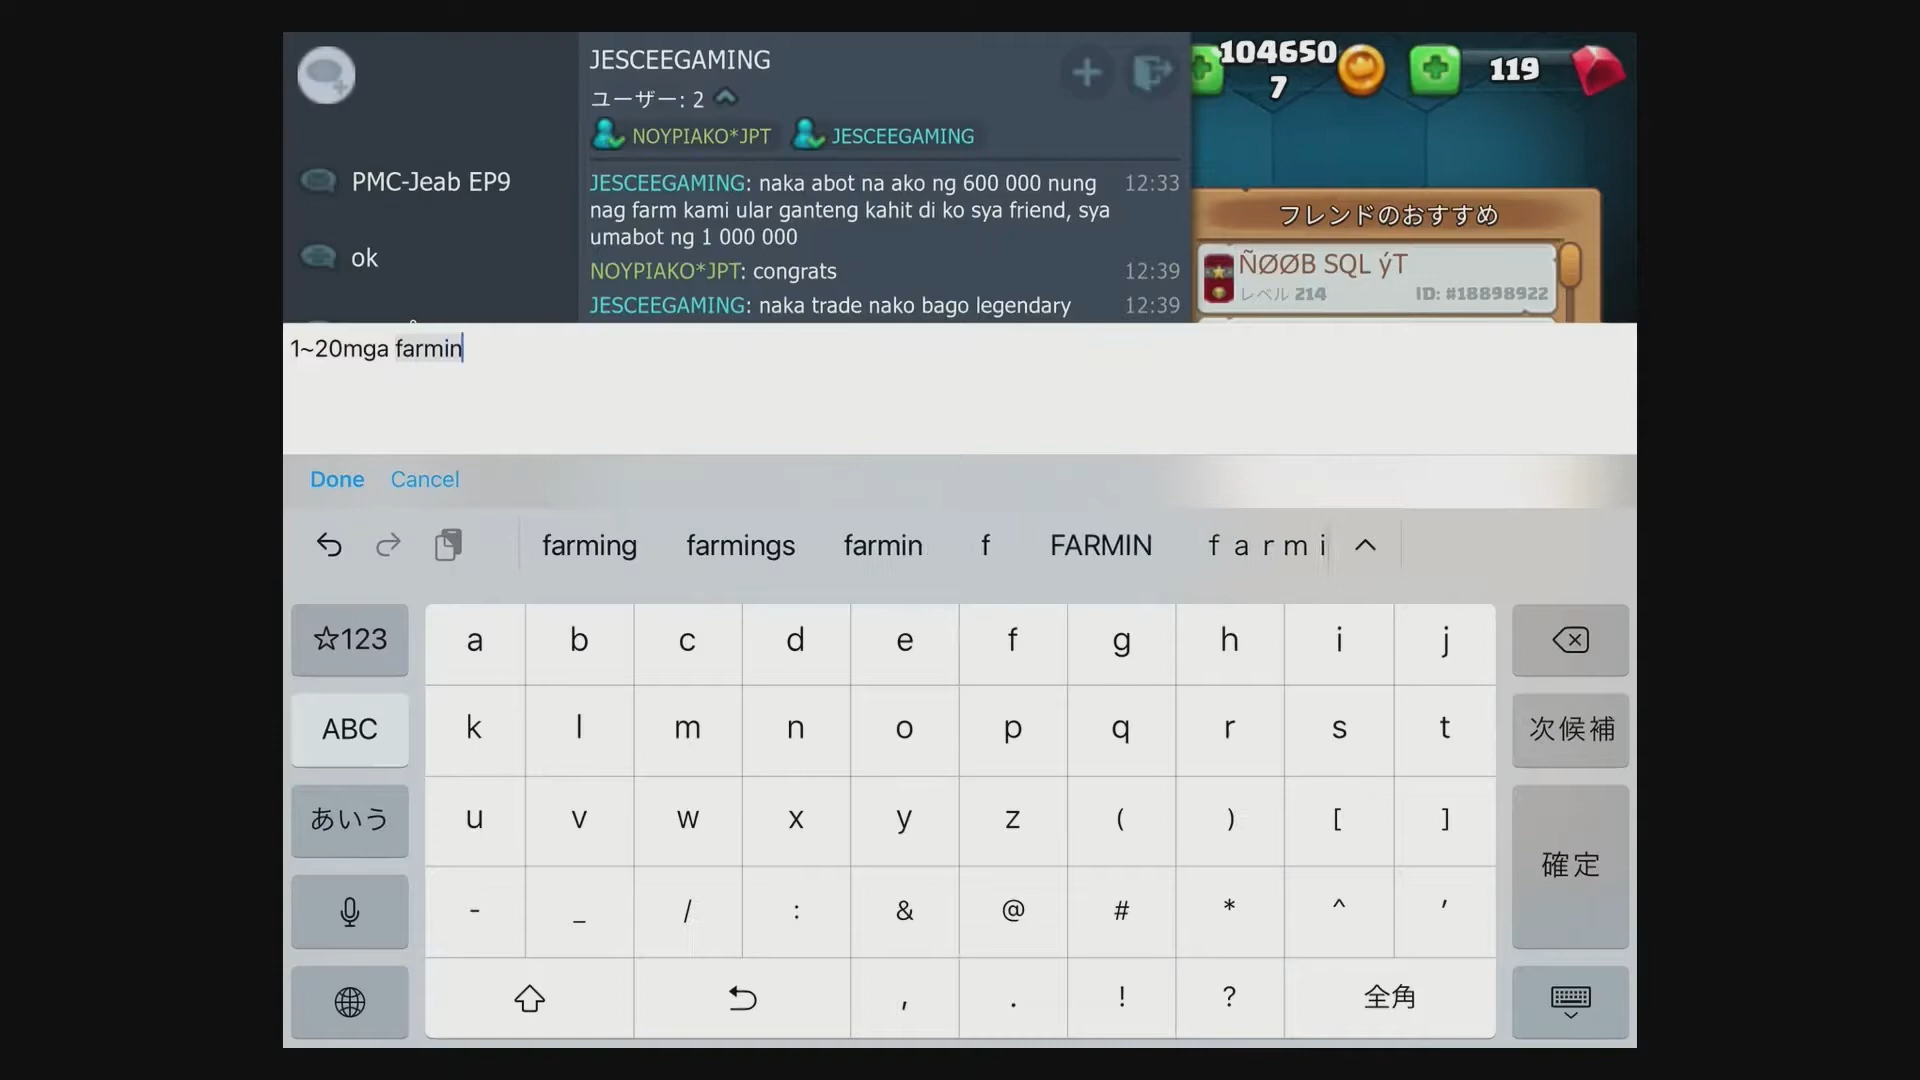 JESCEEGAMING
ユーザー: 2
NOYPIAKO*JPT JESCEEGAMING
PMC-Jeab EP9
ok
JESCEEGAMING: naka abot na ako ng 600 000 nung 12:33
nag farm kami ular ganteng kahit di ko sya friend, sya
umabot ng 1 000 000
NOYPIAKO*JPT: congrats 12:39
JESCEEGAMING: naka trade nako bago legendary 12:39
104650
7
119
フレンドのおすすめ
ÑØØB SQL ýT
レベル 214 ID: #18898922
1~20mga farmin
Done Cancel
farming farmings farmin f FARMIN ｆａｒｍｉ
☆123 a b c d e f g h i j
ABC k l m n o p q r s t 次候補
あいう u v w x y z ( ) [ ]
確定
- _ / : & @ # * ^ ′
, . ! ? 全角